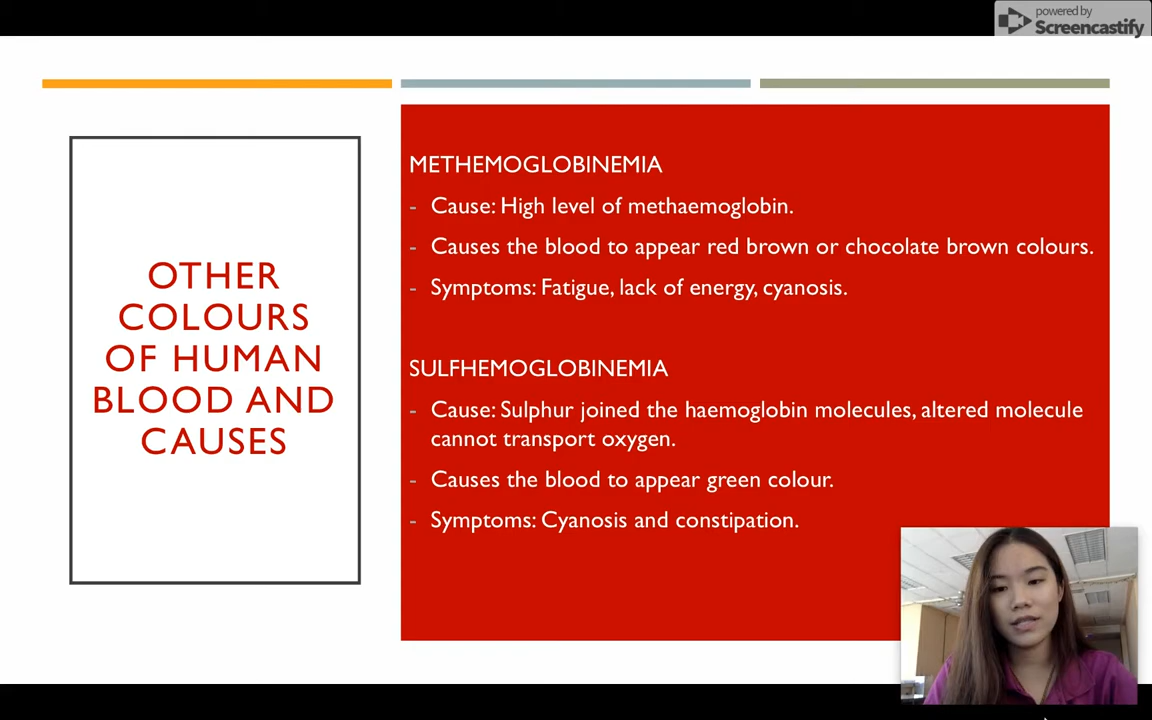 powered by
Screencastify
OTHER
COLOURS
OF HUMAN
BLOOD AND
CAUSES
METHEMOGLOBINEMIA
- Cause: High level of methaemoglobin.
- Causes the blood to appear red brown or chocolate brown colours.
- Symptoms: Fatigue, lack of energy, cyanosis.
SULFHEMOGLOBINEMIA
- Cause: Sulphur joined the haemoglobin molecules, altered molecule
cannot transport oxygen.
- Causes the blood to appear green colour.
- Symptoms: Cyanosis and constipation.